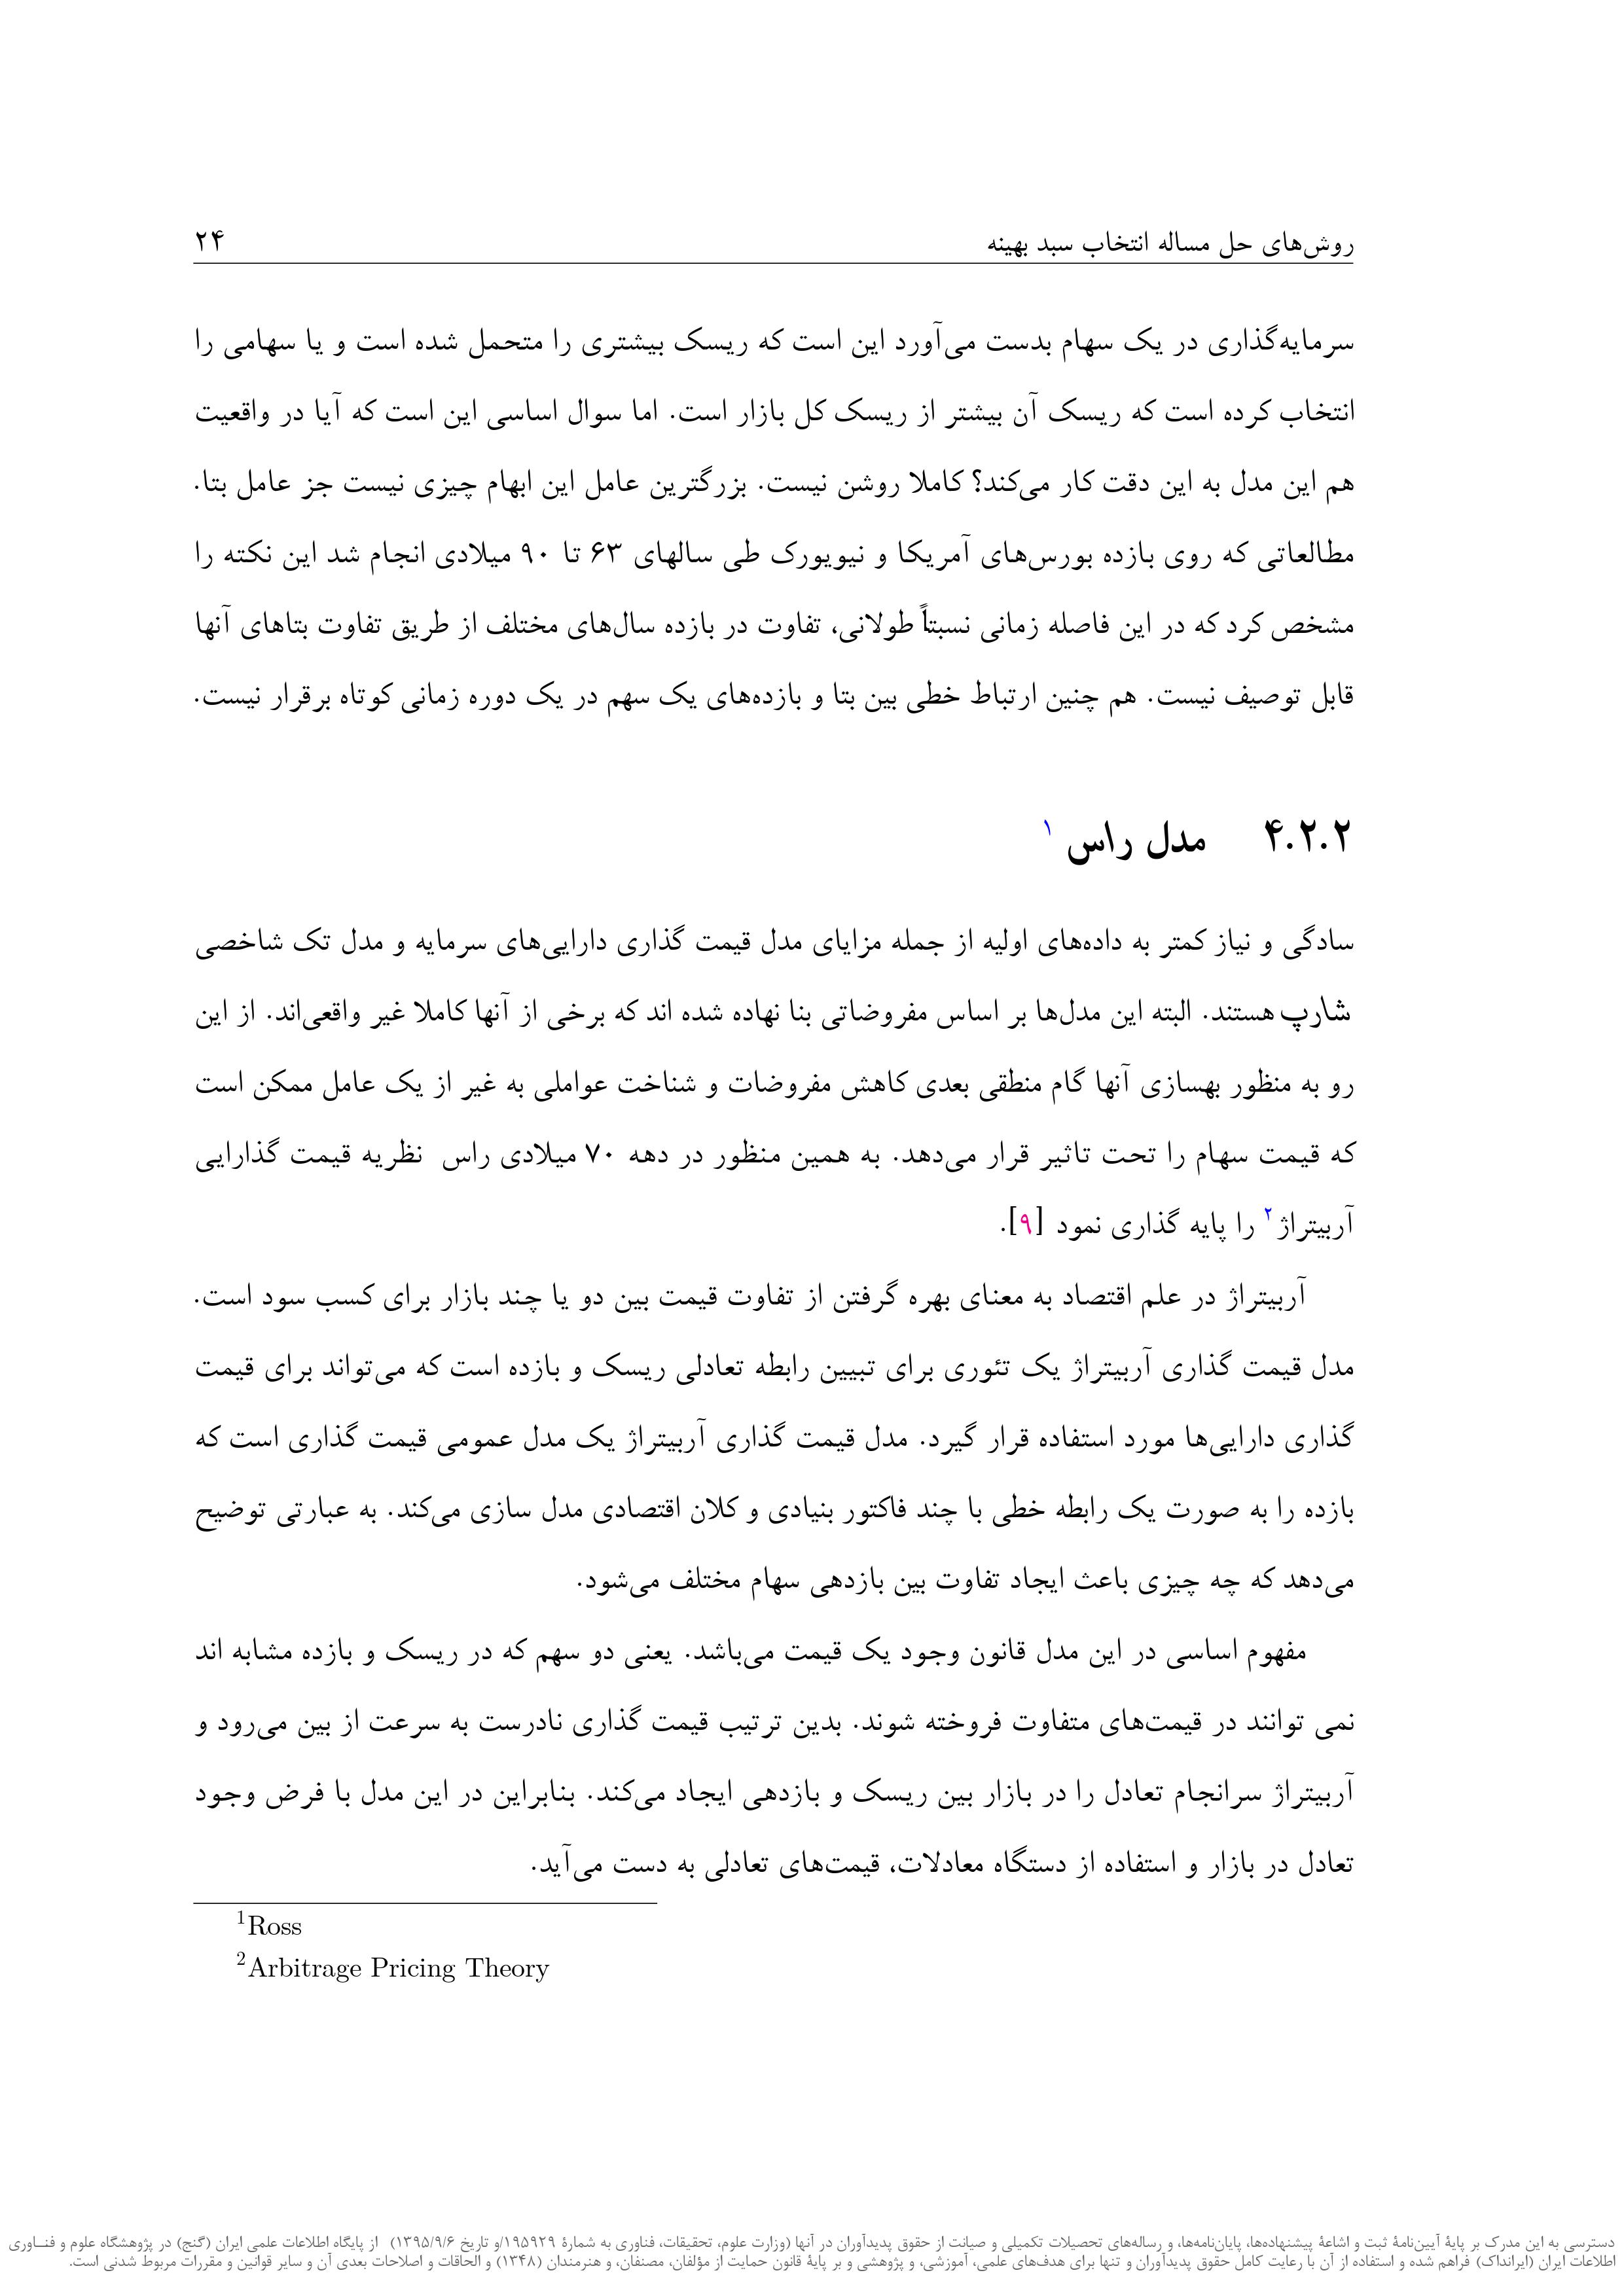 روش‌های حل مساله انتخاب سبد بهینه ۲۴
سرمایه‌گذاری در یک سهام بدست می‌آورد این است که ریسک بیشتری را متحمل شده است و یا سهامی را
انتخاب کرده است که ریسک آن بیشتر از ریسک کل بازار است. اما سوال اساسی این است که آیا در واقعیت
هم این مدل به این دقت کار می‌کند؟ کاملا روشن نیست. بزرگترین عامل این ابهام چیزی نیست جز عامل بتا.
مطالعاتی که روی بازده بورس‌های آمریکا و نیویورک طی سالهای ۶۳ تا ۹۰ میلادی انجام شد این نکته را
مشخص کرد که در این فاصله زمانی نسبتاً طولانی، تفاوت در بازده سال‌های مختلف از طریق تفاوت بتاهای آنها
قابل توصیف نیست. هم چنین ارتباط خطی بین بتا و بازده‌های یک سهم در یک دوره زمانی کوتاه برقرار نیست.
۴.۲.۲ مدل راس ۱
سادگی و نیاز کمتر به داده‌های اولیه از جمله مزایای مدل قیمت گذاری دارایی‌های سرمایه و مدل تک شاخصی
شارپ هستند. البته این مدل‌ها بر اساس مفروضاتی بنا نهاده شده اند که برخی از آنها کاملا غیر واقعی‌اند. از این
رو به منظور بهسازی آنها گام منطقی بعدی کاهش مفروضات و شناخت عواملی به غیر از یک عامل ممکن است
که قیمت سهام را تحت تاثیر قرار می‌دهد. به همین منظور در دهه ۷۰ میلادی راس نظریه قیمت گذارایی
آربیتراژ ۲ را پایه گذاری نمود [۹].
آربیتراژ در علم اقتصاد به معنای بهره گرفتن از تفاوت قیمت بین دو یا چند بازار برای کسب سود است.
مدل قیمت گذاری آربیتراژ یک تئوری برای تبیین رابطه تعادلی ریسک و بازده است که می‌تواند برای قیمت
گذاری دارایی‌ها مورد استفاده قرار گیرد. مدل قیمت گذاری آربیتراژ یک مدل عمومی قیمت گذاری است که
بازده را به صورت یک رابطه خطی با چند فاکتور بنیادی و کلان اقتصادی مدل سازی می‌کند. به عبارتی توضیح
می‌دهد که چه چیزی باعث ایجاد تفاوت بین بازدهی سهام مختلف می‌شود.
مفهوم اساسی در این مدل قانون وجود یک قیمت می‌باشد. یعنی دو سهم که در ریسک و بازده مشابه اند
نمی توانند در قیمت‌های متفاوت فروخته شوند. بدین ترتیب قیمت گذاری نادرست به سرعت از بین می‌رود و
آربیتراژ سرانجام تعادل را در بازار بین ریسک و بازدهی ایجاد می‌کند. بنابراین در این مدل با فرض وجود
تعادل در بازار و استفاده از دستگاه معادلات، قیمت‌های تعادلی به دست می‌آید.
1Ross
2Arbitrage Pricing Theory
دسترسی به این مدرک بر پایهٔ آیین‌نامهٔ ثبت و اشاعهٔ پیشنهاده‌ها، پایان‌نامه‌ها، و رساله‌های تحصیلات تکمیلی و صیانت از حقوق پدیدآوران در آنها (وزارت علوم، تحقیقات، فناوری به شمارهٔ ۱۹۵۹۲۹/و تاریخ ۱۳۹۵/۹/۶) از پایگاه اطلاعات علمی ایران (گنج) در پژوهشگاه علوم و فنـاوری
اطلاعات ایران (ایرانداک) فراهم شده و استفاده از آن با رعایت کامل حقوق پدیدآوران و تنها برای هدف‌های علمی، آموزشی، و پژوهشی و بر پایهٔ قانون حمایت از مؤلفان، مصنفان، و هنرمندان (۱۳۴۸) و الحاقات و اصلاحات بعدی آن و سایر قوانین و مقررات مربوط شدنی است.